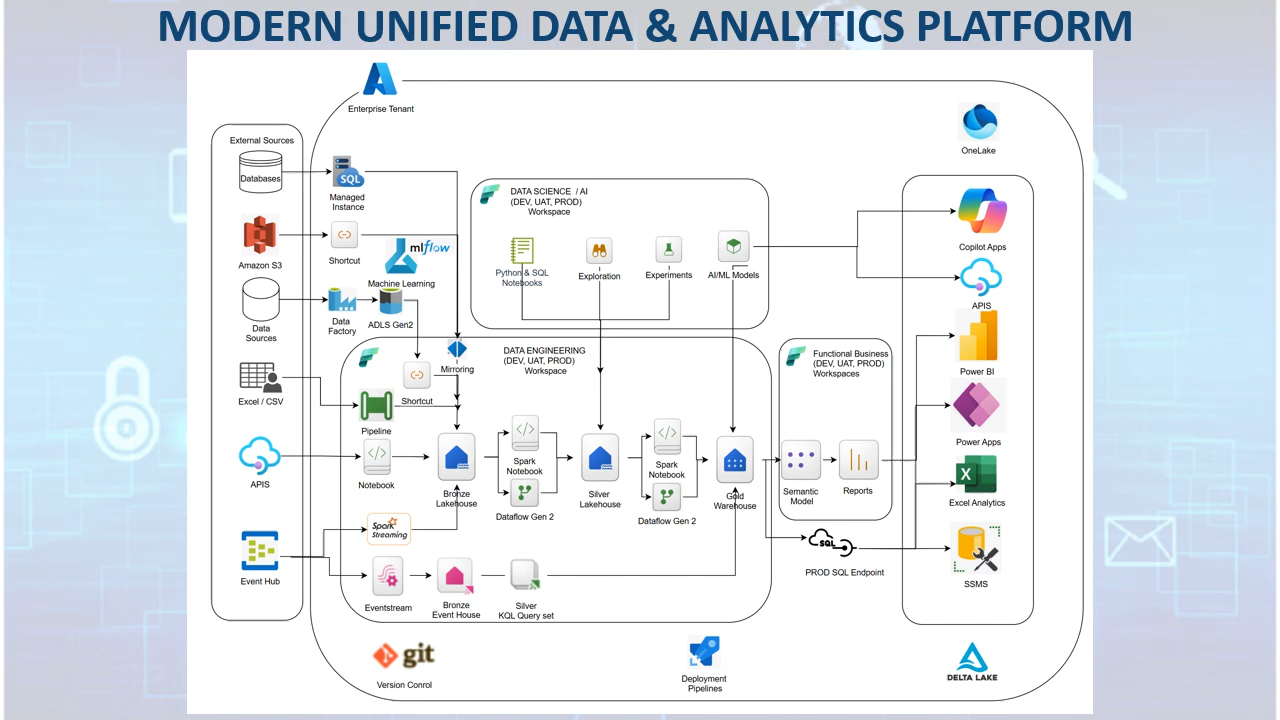 MODERN UNIFIED DATA & ANALYTICS PLATFORM
Enterprise Tenant
OneLake
External Sources
Databases
Amazon S3
Data
Sources
Excel / CSV
APIS
Event Hub
SQL
Managed
Instance
Shortcut
mlflow
Machine Learning
Data
Factory
ADLS Gen2
DATA SCIENCE / AI
(DEV, UAT, PROD)
Workspace
Python & SQL
Notebooks
Exploration
Experiments
AI/ML Models
DATA ENGINEERING
(DEV, UAT, PROD)
Workspace
Mirroring
Shortcut
Pipeline
Notebook
Bronze
Lakehouse
Spark
Notebook
Dataflow Gen 2
Silver
Lakehouse
Spark
Notebook
Dataflow Gen 2
Gold
Warehouse
Spark
Streaming
Eventstream
Bronze
Event House
Silver
KQL Query set
Functional Business
(DEV, UAT, PROD)
Workspaces
Semantic
Model
Reports
SQL
PROD SQL Endpoint
Copilot Apps
APIS
Power BI
Power Apps
X
Excel Analytics
SSMS
git
Version Conrol
Deployment
Pipelines
DELTA LAKE